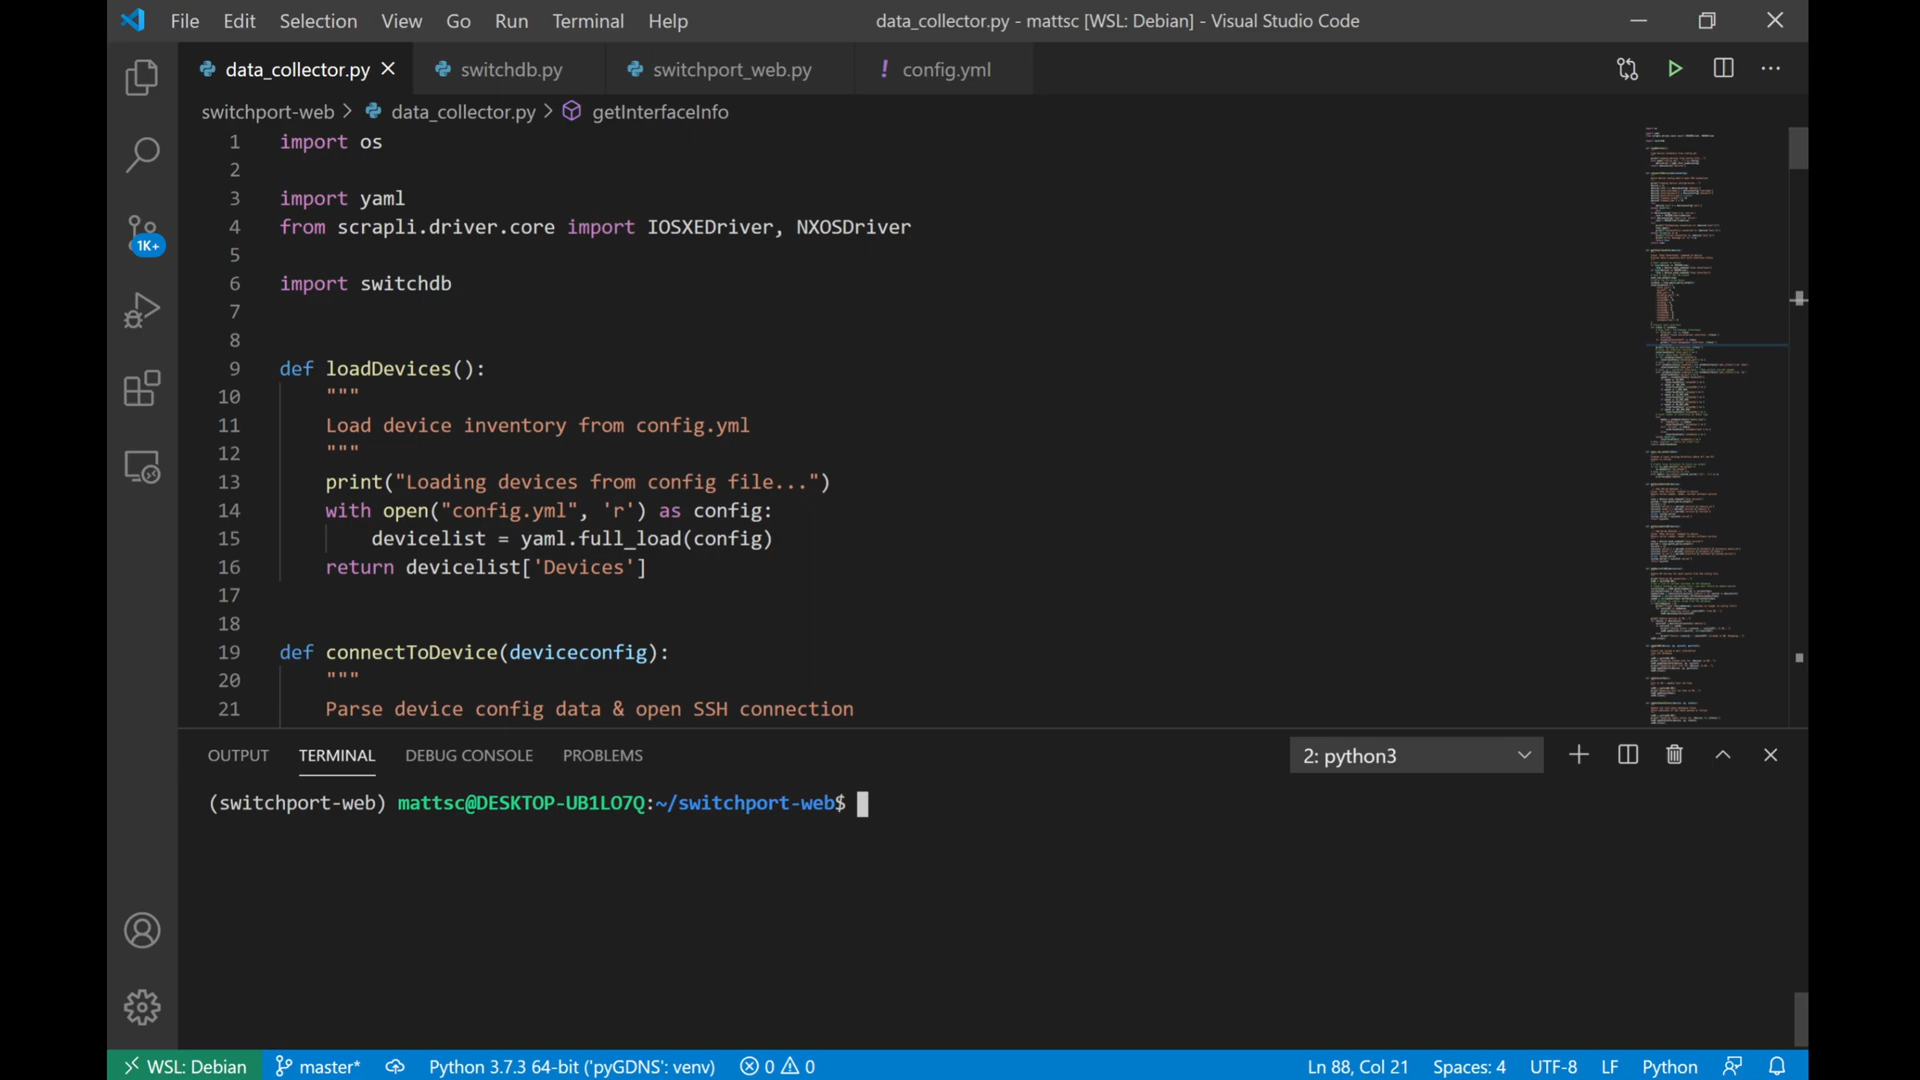 File Edit Selection View Go Run Terminal Help data_collector.py - mattsc [WSL: Debian] - Visual Studio Code
data_collector.py switchdb.py switchport_web.py ! config.yml
switchport-web > data_collector.py > getInterfaceInfo
1 import os
2
3 import yaml
4 from scrapli.driver.core import IOSXEDriver, NXOSDriver
5
6 import switchdb
7
8
9 def loadDevices():
10 """
11 Load device inventory from config.yml
12 """
13 print("Loading devices from config file...")
14 with open("config.yml", 'r') as config:
15 devicelist = yaml.full_load(config)
16 return devicelist['Devices']
17
18
19 def connectToDevice(deviceconfig):
20 """
21 Parse device config data & open SSH connection
1K+
OUTPUT TERMINAL DEBUG CONSOLE PROBLEMS 2: python3
(switchport-web) mattsc@DESKTOP-UB1LO7Q:~/switchport-web$
WSL: Debian master* Python 3.7.3 64-bit ('pyGDNS': venv) 0 0 Ln 88, Col 21 Spaces: 4 UTF-8 LF Python